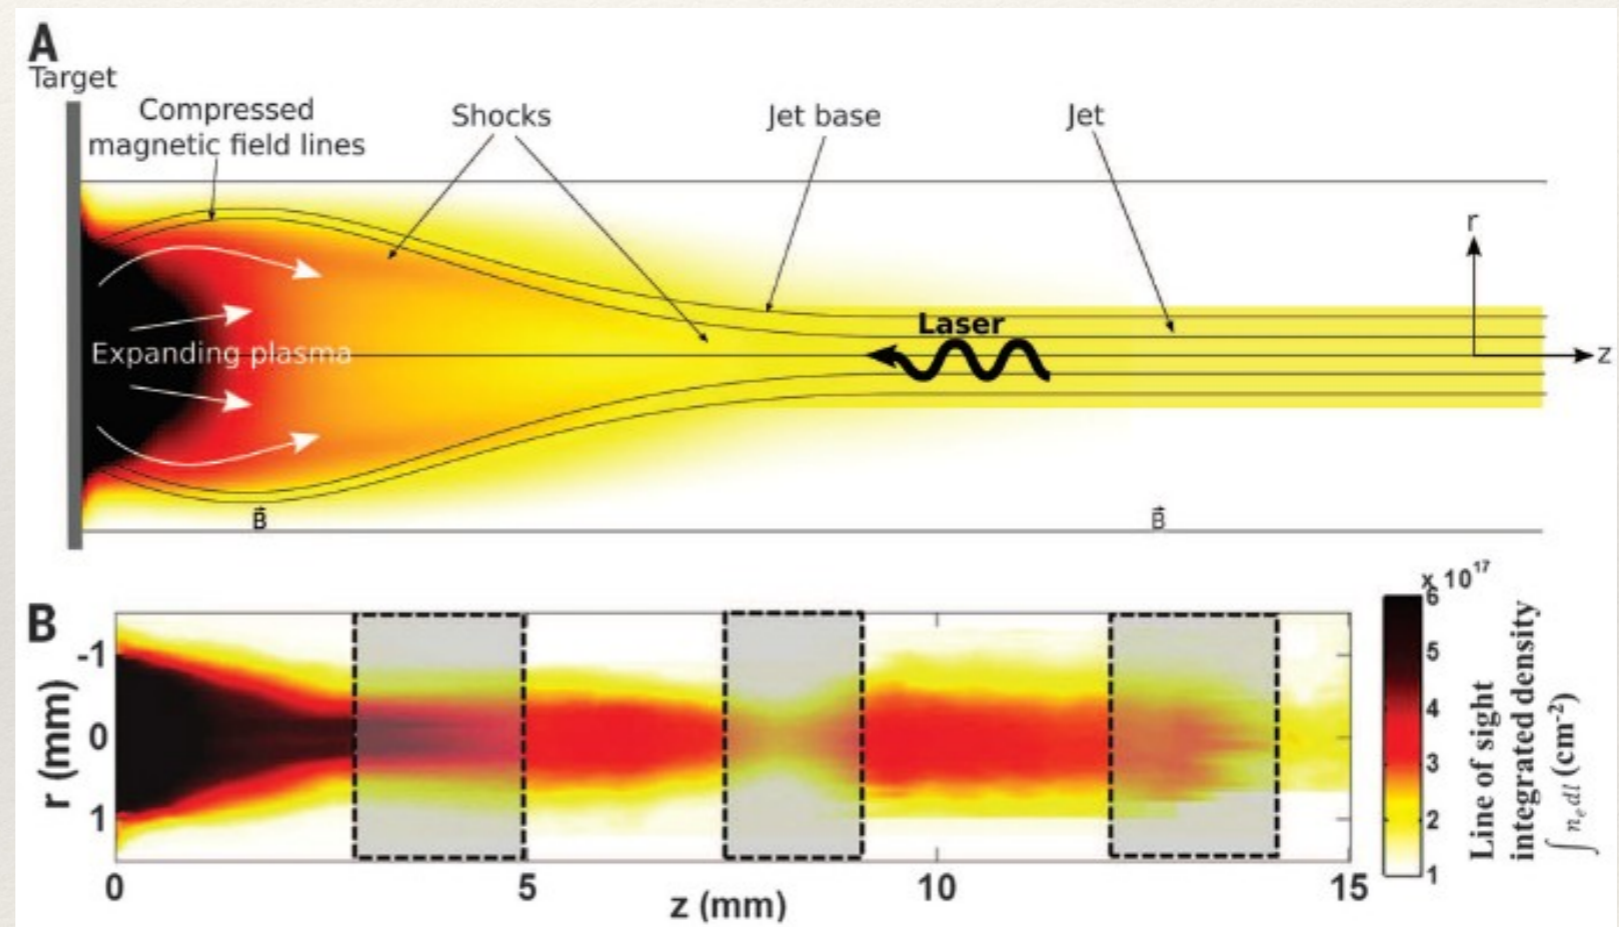 A
Target
Compressed
magnetic field lines
Shocks
Jet base
Jet
r
Laser
Expanding plasma
z
B⃗
B⃗
B
r (mm)
-1
0
1
0
5
10
15
z (mm)
x 10¹⁷
6
5
4
3
2
1
Line of sight
integrated density
∫ nₑdl (cm⁻²)